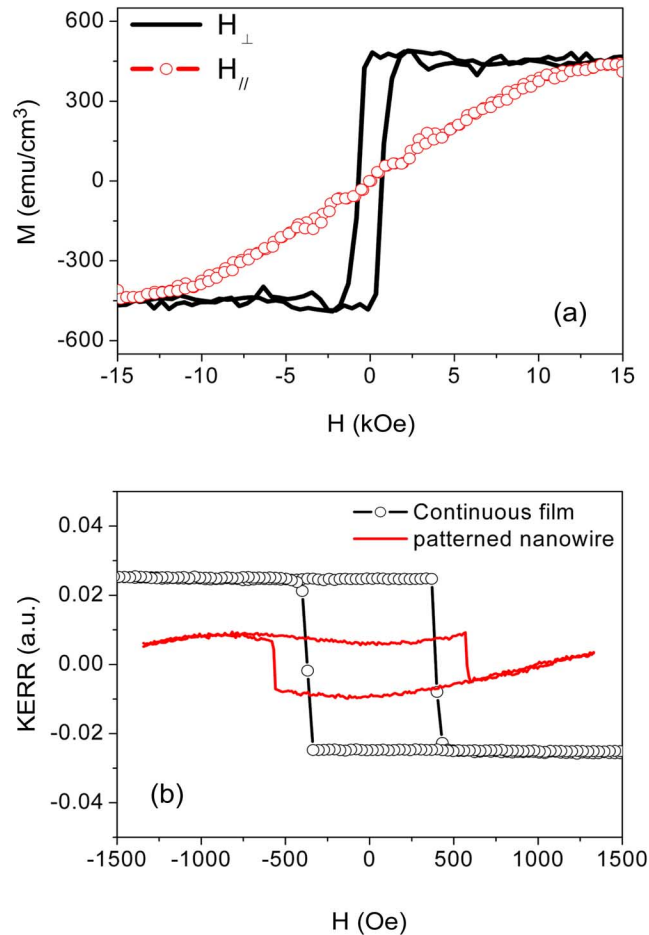 600
300
0
-300
-600
M (emu/cm³)
H⊥
H//
(a)
-15 -10 -5 0 5 10 15
H (kOe)
0.04
0.02
0.00
-0.02
-0.04
KERR (a.u.)
Continuous film
patterned nanowire
(b)
-1500 -1000 -500 0 500 1000 1500
H (Oe)